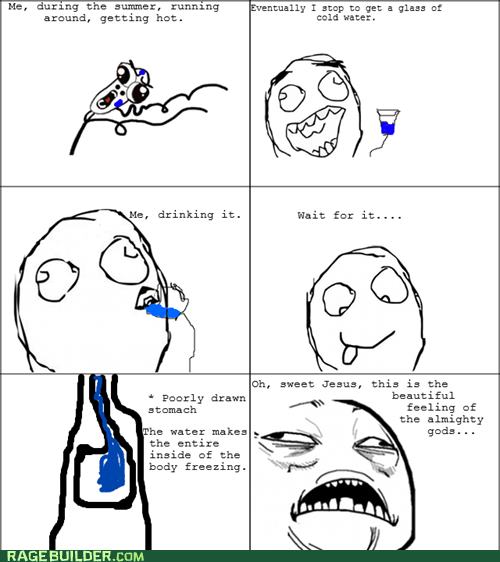 Me, during the summer, running
around, getting hot.
Eventually I stop to get a glass of
cold water.
Me, drinking it.
Wait for it....
* Poorly drawn
stomach
The water makes
the entire
inside of the
body freezing.
Oh, sweet Jesus, this is the
beautiful
feeling of
the almighty
gods...
RAGEBUILDER.COM